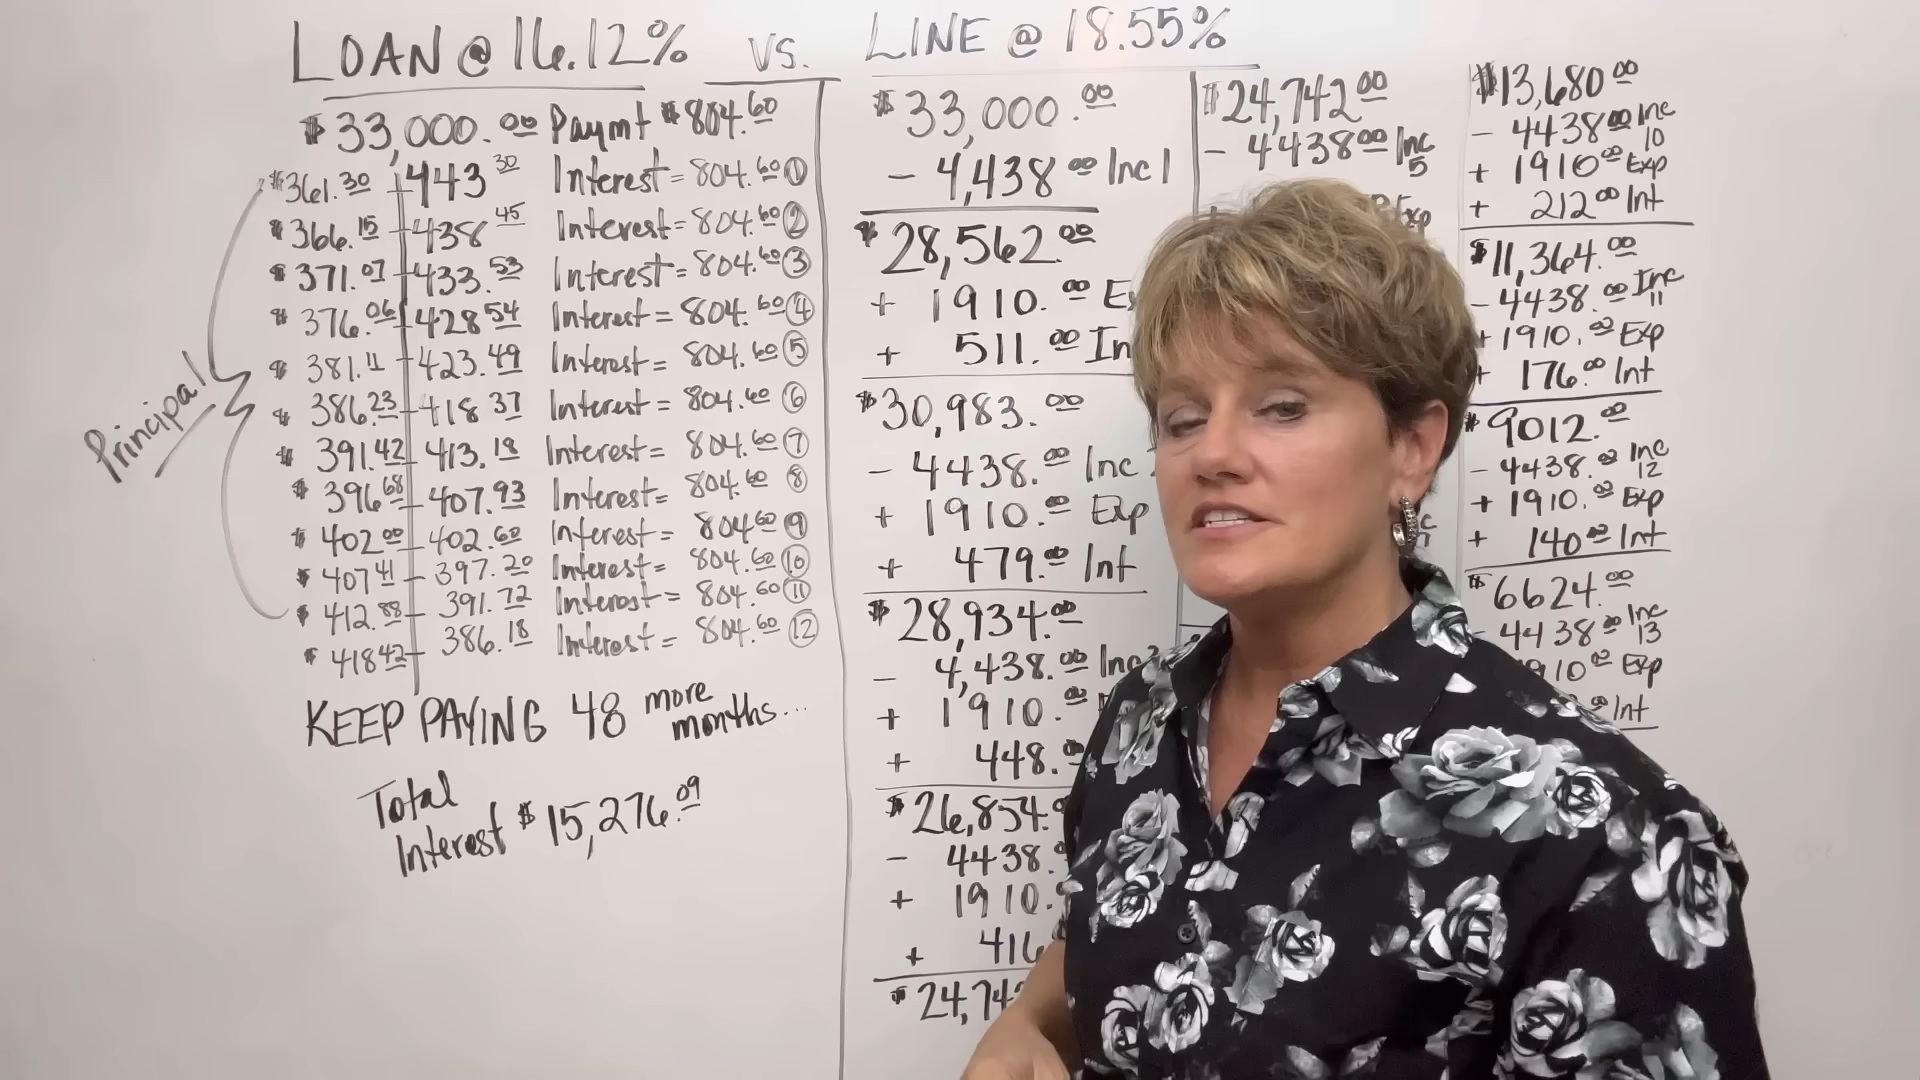 LOAN @ 16.12% VS. LINE @ 18.55%
$33,000.00 Paymt $804.60
$361.30 443 30 Interest = 804.60 1
$366.15 438 45 Interest = 804.60 2
$371.07 433.53 Interest = 804.60 3
$376.06 428 54 Interest = 804.60 4
$381.11 423.49 Interest = 804.60 5
$386.23 418 37 Interest = 804.60 6
$391.42 413.18 Interest = 804.60 7
$396 68 407.93 Interest = 804.60 8
$402 00 402.60 Interest = 804 60 9
$407 41 - 397.20 Interest = 804.60 10
$412.88 - 391.72 Interest = 804.60 11
$418 42 - 386.18 Interest = 804.60 12
Principal
KEEP PAYING 48 more months...
Total Interest $15,276.09
$33,000.00
- 4,438.00 Inc 1
$28,562.00
+ 1910.00
+ 511.00
$30,983.00
- 4438.00 Inc
+ 1910.00 Exp
+ 479.00 Int
$28,934.00
- 4,438.00 Inc 3
+ 1910.00
+ 448.00
$26,854.
- 4438.
+ 1910.
+ 416
$24,74
$24,742 00
- 4438 00 Inc 5
Exp
$13,680 00
- 4438 00 Inc 10
+ 1910 00 Exp
+ 212 00 Int
$11,364.00
- 4438.00 Inc 11
+ 1910.00 Exp
+ 176.00 Int
$9012.00
- 4438.00 Inc 12
+ 1910.00 Exp
+ 140 00 Int
$6624.00
- 4438 00 Inc 13
910 00 Exp
00 Int